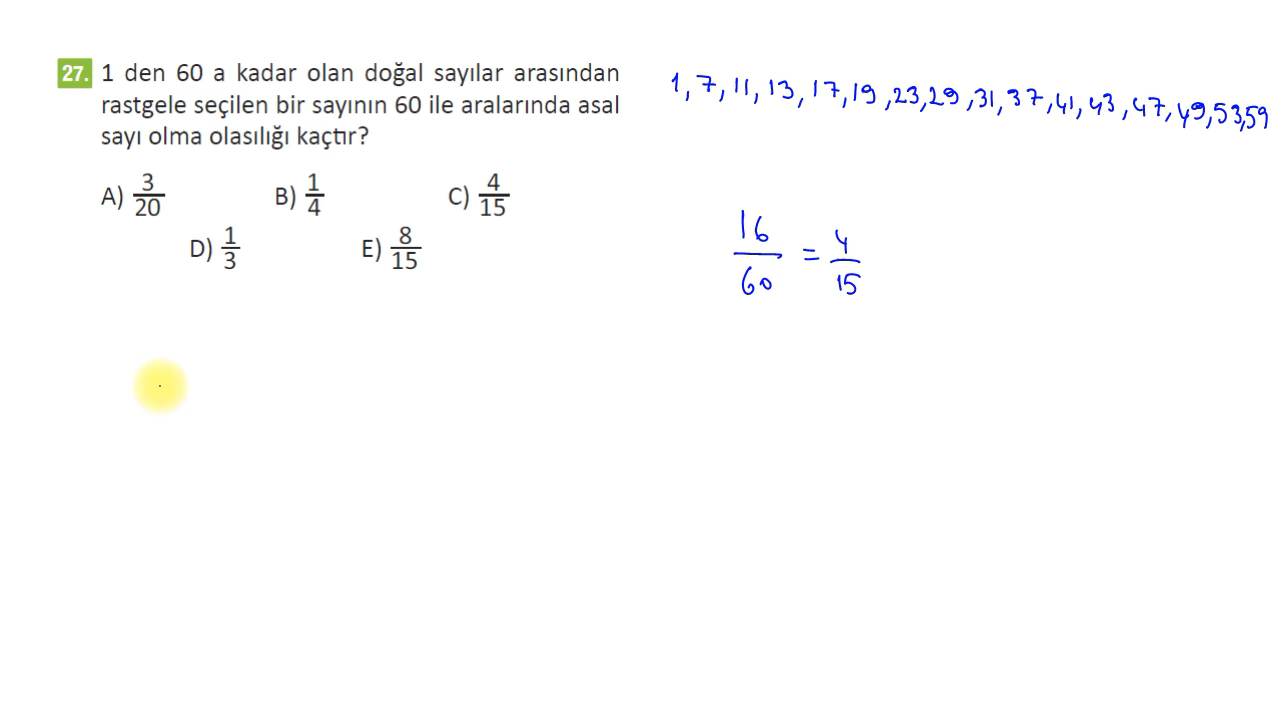 27. 1 den 60 a kadar olan doğal sayılar arasından
rastgele seçilen bir sayının 60 ile aralarında asal
sayı olma olasılığı kaçtır?
A) 3/20 B) 1/4 C) 4/15
D) 1/3 E) 8/15
1, 7, 11, 13, 17, 19, 23, 29, 31, 37, 41, 43, 47, 49, 53, 59
16/60 = 4/15